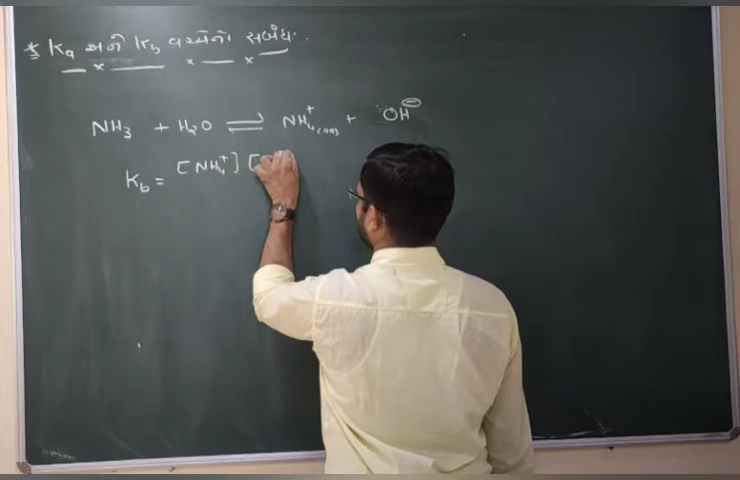 * Ka અને Kb વચ્ચેનો સંબંધ :
NH3 + H2O ⇌ NH4+(aq) + OH⊖
Kb = [NH4+] [